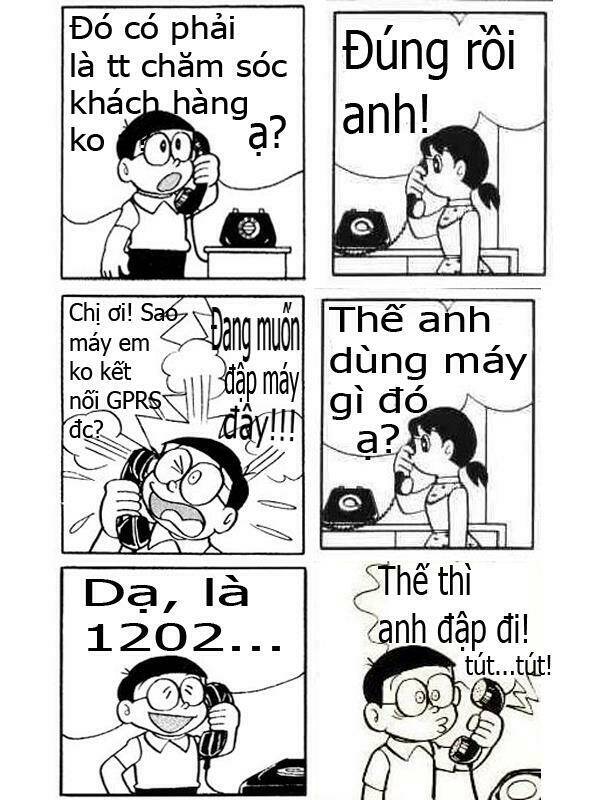 Đó có phải
là tt chăm sóc
khách hàng
ko ạ?
Đúng rồi
anh!
Chị ơi! Sao
máy em
ko kết
nối GPRS
đc?
Đang muốn
đập máy
đây!!!
Thế anh
dùng máy
gì đó
ạ?
Dạ, là
1202...
Thế thì
anh đập đi!
tút...tút!